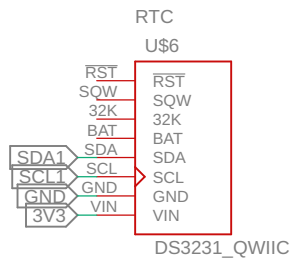 RTC
U$6
RST RST
SQW SQW
32K 32K
BAT BAT
SDA1 SDA SDA
SCL1 SCL SCL
GND GND GND
3V3 VIN VIN
DS3231_QWIIC